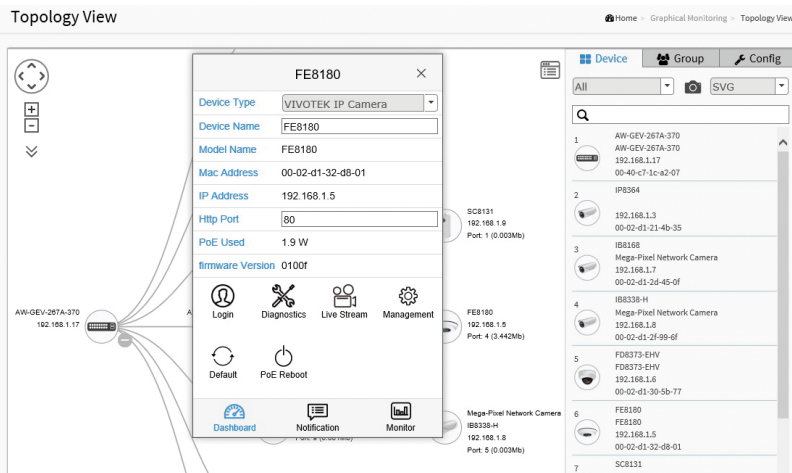 Topology View
Home > Graphical Monitoring > Topology View
FE8180
Device Type VIVOTEK IP Camera
Device Name FE8180
Model Name FE8180
Mac Address 00-02-d1-32-d8-01
IP Address 192.168.1.5
Http Port 80
PoE Used 1.9 W
firmware Version 0100f
Login Diagnostics Live Stream Management
Default PoE Reboot
Dashboard Notification Monitor
AW-GEV-267A-370
192.168.1.17
A
SC8131
192.168.1.9
Port: 1 (0.003Mb)
FE8180
192.168.1.5
Port: 4 (3.442Mb)
Mega-Pixel Network Camera
IB8338-H
192.168.1.8
Port: 5 (0.003Mb)
Device Group Config
All SVG
1
AW-GEV-267A-370
AW-GEV-267A-370
192.168.1.17
00-40-c7-1c-a2-07
2
IP8364
192.168.1.3
00-02-d1-21-4b-35
3
IB8168
Mega-Pixel Network Camera
192.168.1.7
00-02-d1-2d-45-0f
4
IB8338-H
Mega-Pixel Network Camera
192.168.1.8
00-02-d1-2f-99-6f
5
FD8373-EHV
FD8373-EHV
192.168.1.6
00-02-d1-30-5b-77
6
FE8180
FE8180
192.168.1.5
00-02-d1-32-d8-01
7
SC8131